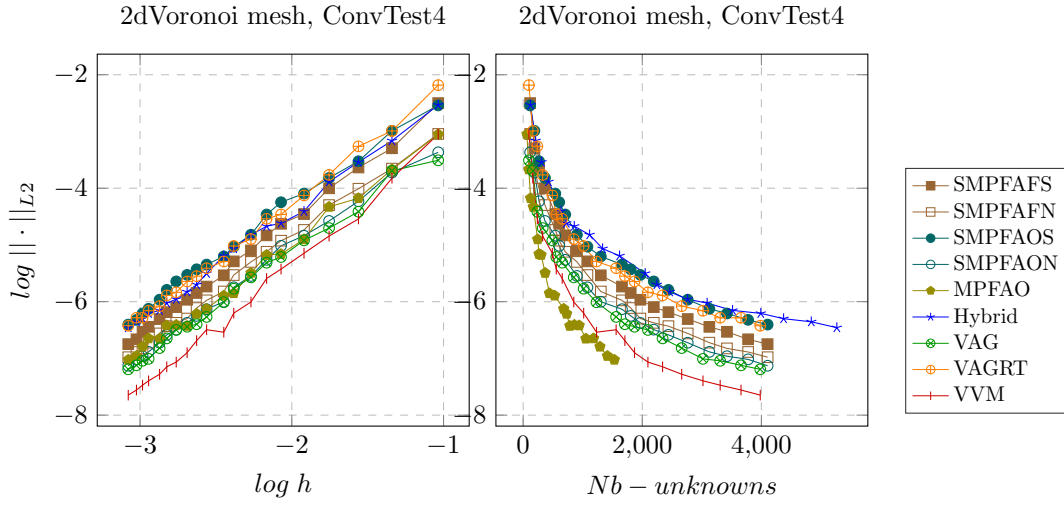 2dVoronoi mesh, ConvTest4
2dVoronoi mesh, ConvTest4
log || · ||L2
−2
−4
−6
−8
−3
−2
−1
log h
−2
−4
−6
−8
0
2,000
4,000
Nb − unknowns
SMPFAFS
SMPFAFN
SMPFAOS
SMPFAON
MPFAO
Hybrid
VAG
VAGRT
VVM